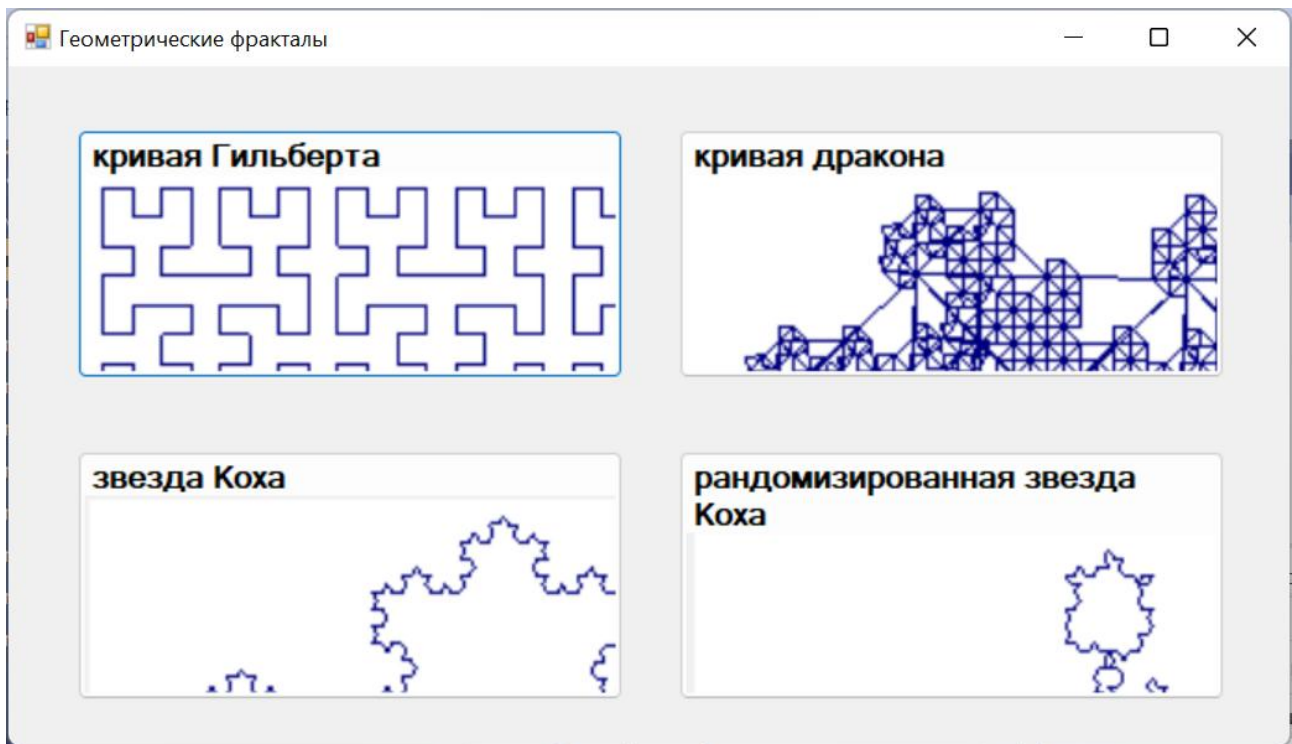 Геометрические фракталы
кривая Гильберта
кривая дракона
звезда Коха
рандомизированная звезда
Коха